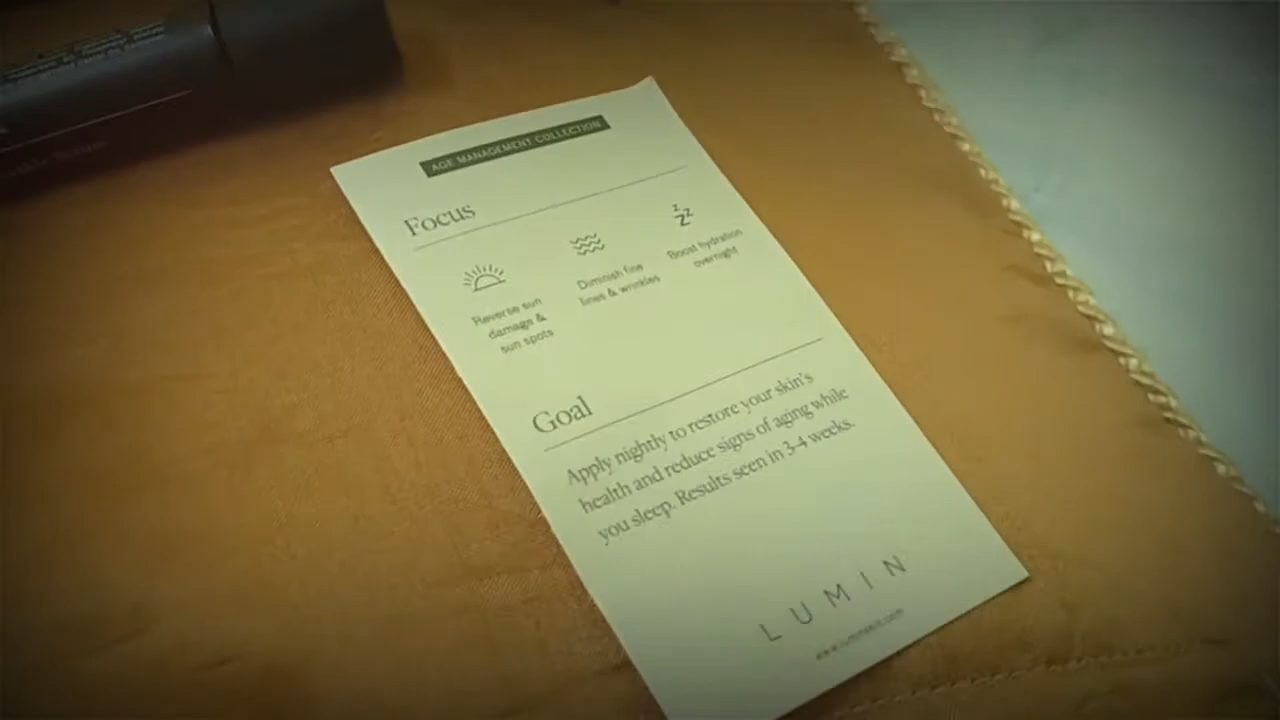 AGE MANAGEMENT COLLECTION
Focus
Reverse sun
damage &
sun spots
Diminish fine
lines & wrinkles
Boost hydration
overnight
Goal
Apply nightly to restore your skin's
health and reduce signs of aging while
you sleep. Results seen in 3-4 weeks.
LUMIN